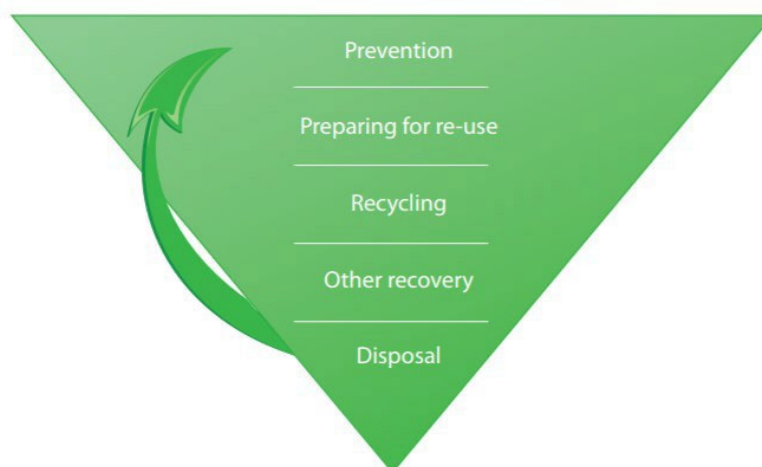 Prevention
Preparing for re-use
Recycling
Other recovery
Disposal